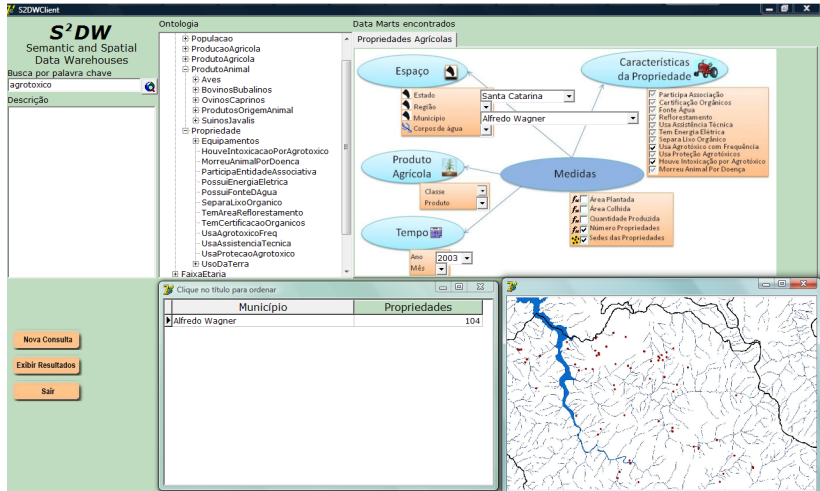 S2DWClient
S²DW
Semantic and Spatial
Data Warehouses
Busca por palavra chave
agrotoxico
Descrição
Nova Consulta
Exibir Resultados
Sair
Ontologia
Populacao
ProducaoAgricola
ProdutoAgricola
ProdutoAnimal
Aves
BovinosBubalinos
OvinosCaprinos
ProdutosOrigemAnimal
SuinosJavalis
Propriedade
Equipamentos
HouveIntoxicacaoPorAgrotoxico
MorreuAnimalPorDoenca
ParticipaEntidadeAssociativa
PossuiEnergiaEletrica
PossuiFonteDAgua
SeparaLixoOrganico
TemAreaReflorestamento
TemCertificacaoOrganicos
UsaAgrotoxicoFreq
UsaAssistenciaTecnica
UsaProtecaoAgrotoxico
UsoDaTerra
FaixaEtaria
Data Marts encontrados
Propriedades Agrícolas
Espaço
Estado
Santa Catarina
Região
Município
Alfredo Wagner
Corpos de água
Características
da Propriedade
Participa Associação
Certificação Orgânicos
Fonte Água
Reflorestamento
Usa Assistência Técnica
Tem Energia Elétrica
Separa Lixo Orgânico
Usa Agrotóxico com Frequência
Usa Proteção Agrotóxicos
Houve Intoxicação por Agrotóxico
Morreu Animal Por Doença
Produto
Agrícola
Classe
Produto
Medidas
Área Plantada
Área Colhida
Quantidade Produzida
Número Propriedades
Sedes das Propriedades
Tempo
Ano
2003
Mês
Clique no título para ordenar
Município Propriedades
Alfredo Wagner 104